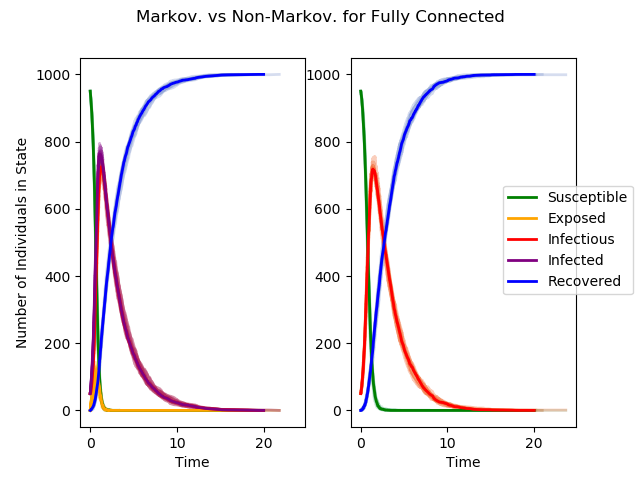 Markov. vs Non-Markov. for Fully Connected
Number of Individuals in State
1000
800
600
400
200
0
0 10 20
Time
1000
800
600
400
200
0
0 10 20
Time
Susceptible
Exposed
Infectious
Infected
Recovered